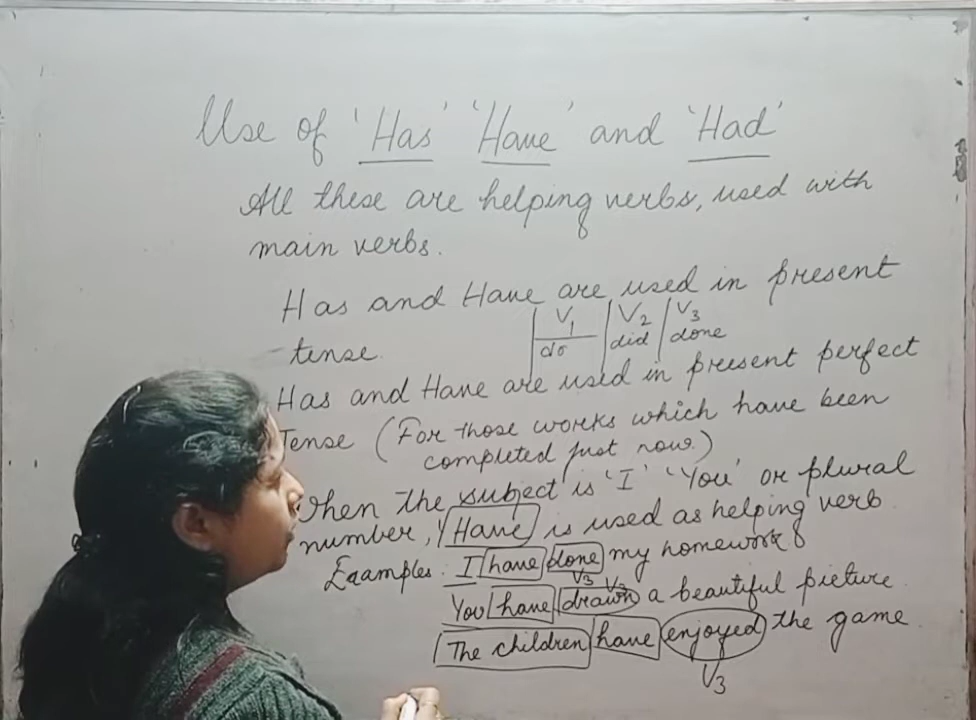 Use of 'Has' 'Have' and 'Had'
All these are helping verbs, used with
main verbs.
Has and Have are used in present
tense.
V1 V2 V3
do did done
Has and Have are used in present perfect
Tense (For those works which have been
completed just now.)
When the subject is 'I' 'You' or plural
number, 'Have' is used as helping verb
Examples: I have done my homework
V3 V3
You have drawn a beautiful picture.
The children have enjoyed the game.
V3